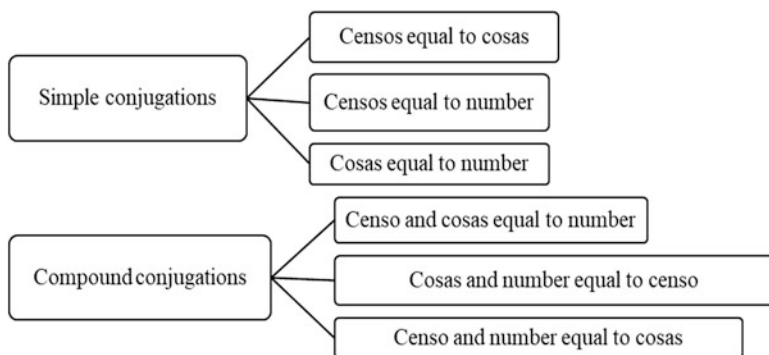 Simple conjugations
Censos equal to cosas
Censos equal to number
Cosas equal to number
Compound conjugations
Censo and cosas equal to number
Cosas and number equal to censo
Censo and number equal to cosas